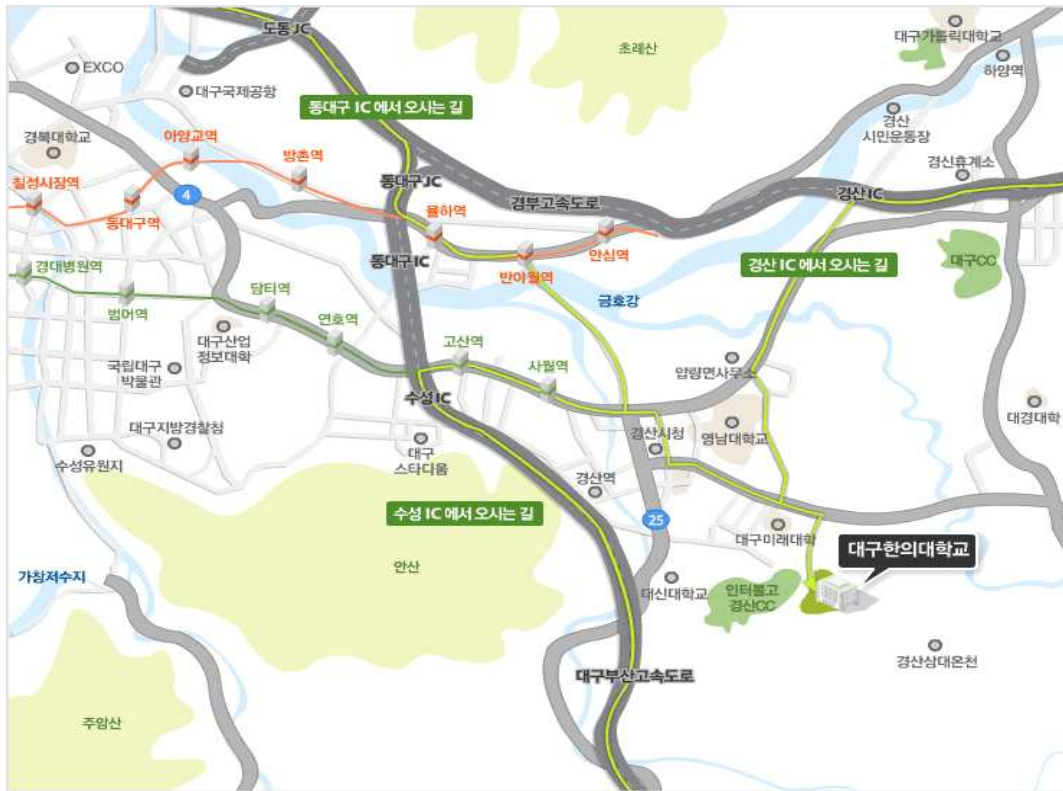 도동 JC
대구가톨릭대학교
초례산
EXCO
하양역
대구국제공항
동대구 IC 에서 오시는 길
경산
시민운동장
경북대학교
아양교역
방촌역
경산휴게소
칠성시장역
동대구 JC
4
경산 IC
율하역
경부고속도로
동대구역
안심역
경대병원역
동대구 IC
경산 IC 에서 오시는 길
대구CC
반야월역
담티역
금호강
범어역
연호역
대구산업
정보대학
고산역
국립대구
박물관
사월역
압량면사무소
수성 IC
대경대학
대구지방경찰청
경산시청
영남대학교
수성유원지
대구
스타디움
경산역
수성 IC 에서 오시는 길
25
대구미래대학
대구한의대학교
안산
가창저수지
대신대학교
인터불고
경산CC
경산상대온천
대구부산고속도로
주암산